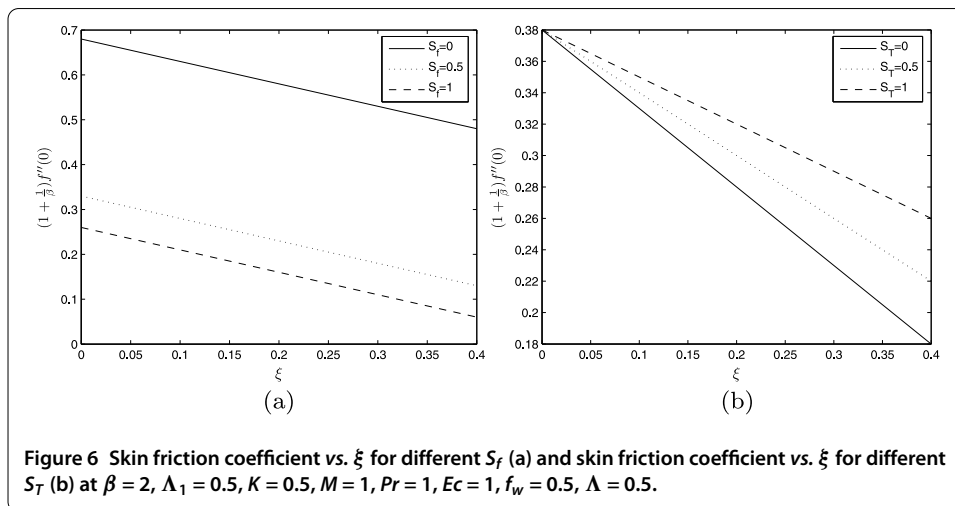 0.7
0.6
0.5
0.4
0.3
0.2
0.1
0
(1 + 1/β)f''(0)
S_f=0
S_f=0.5
S_f=1
0 0.05 0.1 0.15 0.2 0.25 0.3 0.35 0.4
ξ
(a)
0.38
0.36
0.34
0.32
0.3
0.28
0.26
0.24
0.22
0.2
0.18
(1 + 1/β)f''(0)
S_T=0
S_T=0.5
S_T=1
0 0.05 0.1 0.15 0.2 0.25 0.3 0.35 0.4
ξ
(b)
Figure 6 Skin friction coefficient vs. ξ for different S_f (a) and skin friction coefficient vs. ξ for different
S_T (b) at β = 2, Λ₁ = 0.5, K = 0.5, M = 1, Pr = 1, Ec = 1, f_w = 0.5, Λ = 0.5.